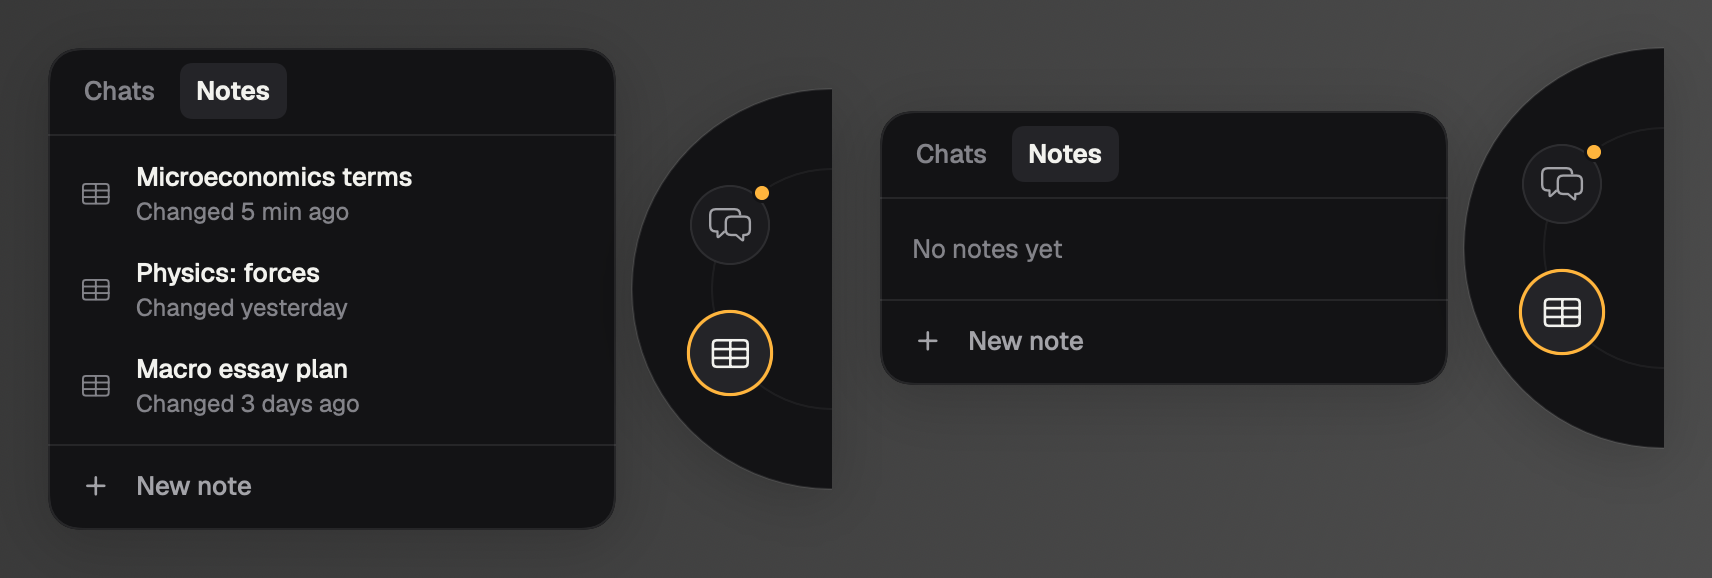 Chats Notes
Microeconomics terms
Changed 5 min ago
Physics: forces
Changed yesterday
Macro essay plan
Changed 3 days ago
New note
Chats Notes
No notes yet
New note